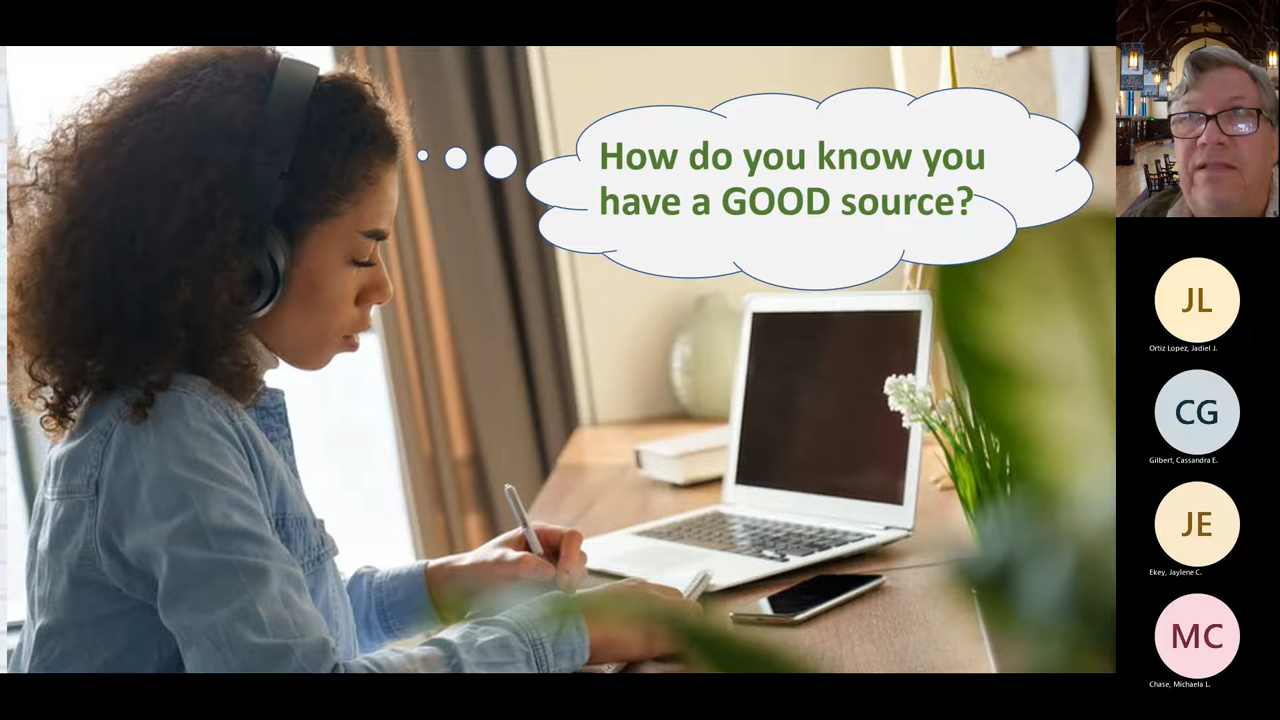 How do you know you
have a GOOD source?
JL
Ortiz Lopez, Jadiel J.
CG
Gilbert, Cassandra E.
JE
Ekey, Jaylene C.
MC
Chase, Michaela L.